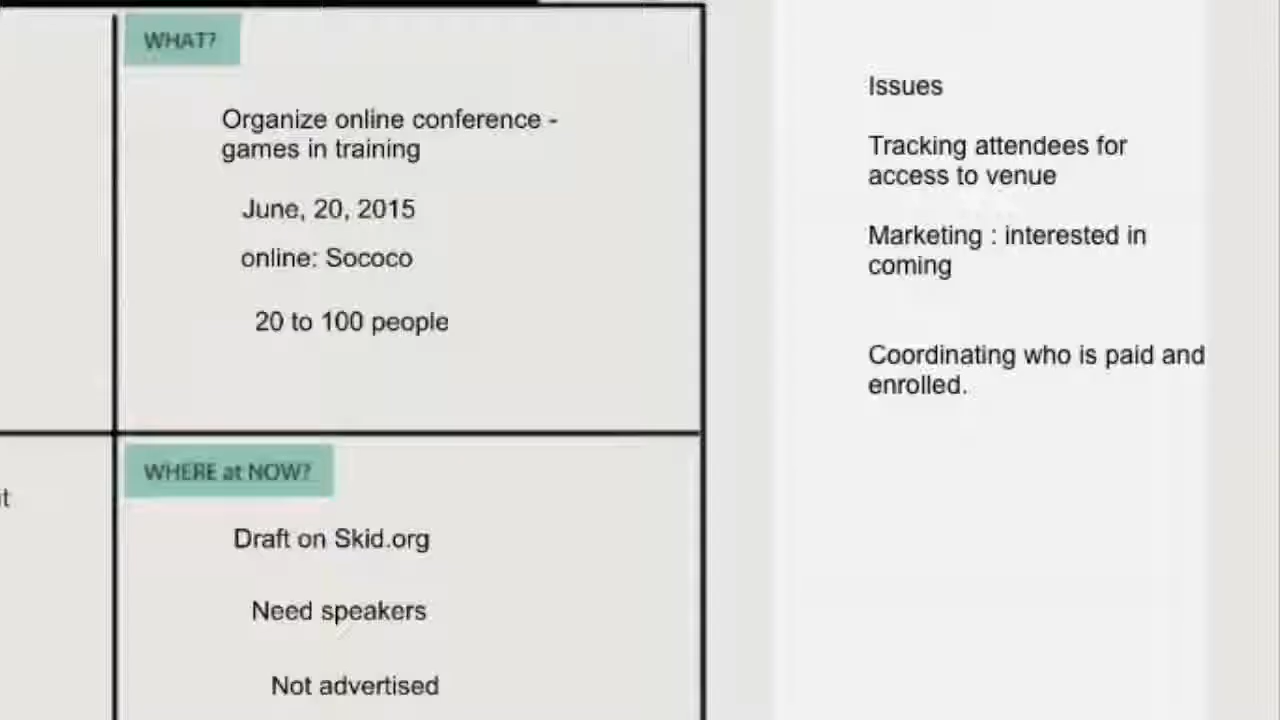 WHAT?
Organize online conference -
games in training
June, 20, 2015
online: Sococo
20 to 100 people
WHERE at NOW?
Draft on Skid.org
Need speakers
Not advertised
Issues
Tracking attendees for
access to venue
Marketing : interested in
coming
Coordinating who is paid and
enrolled.